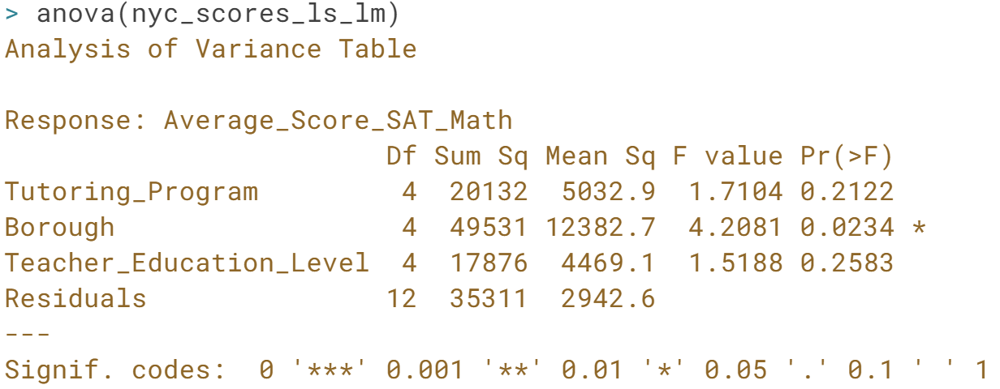 > anova(nyc_scores_ls_lm)
Analysis of Variance Table

Response: Average_Score_SAT_Math
                        Df Sum Sq Mean Sq F value Pr(>F)
Tutoring_Program         4  20132  5032.9  1.7104 0.2122
Borough                  4  49531 12382.7  4.2081 0.0234 *
Teacher_Education_Level  4  17876  4469.1  1.5188 0.2583
Residuals               12  35311  2942.6
---
Signif. codes:  0 '***' 0.001 '**' 0.01 '*' 0.05 '.' 0.1 ' ' 1